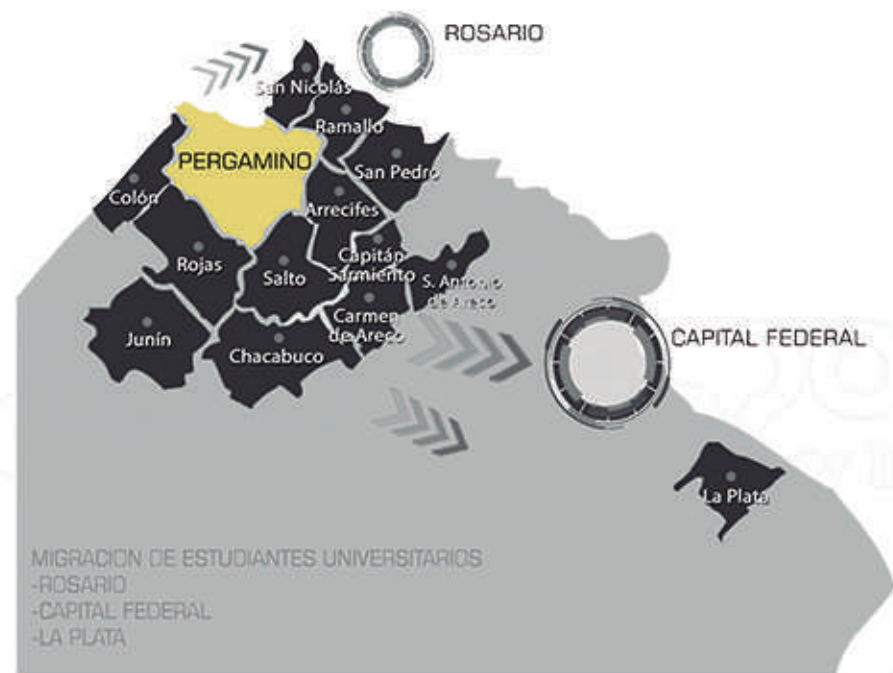 ROSARIO
San Nicolás
Ramallo
PERGAMINO
San Pedro
Colón
Arrecifes
Capitán
Sarmiento
Rojas
Salto
S. Antonio
de Areco
Carmen
de Areco
Junín
Chacabuco
CAPITAL FEDERAL
La Plata
MIGRACION DE ESTUDIANTES UNIVERSITARIOS
-ROSARIO
-CAPITAL FEDERAL
-LA PLATA